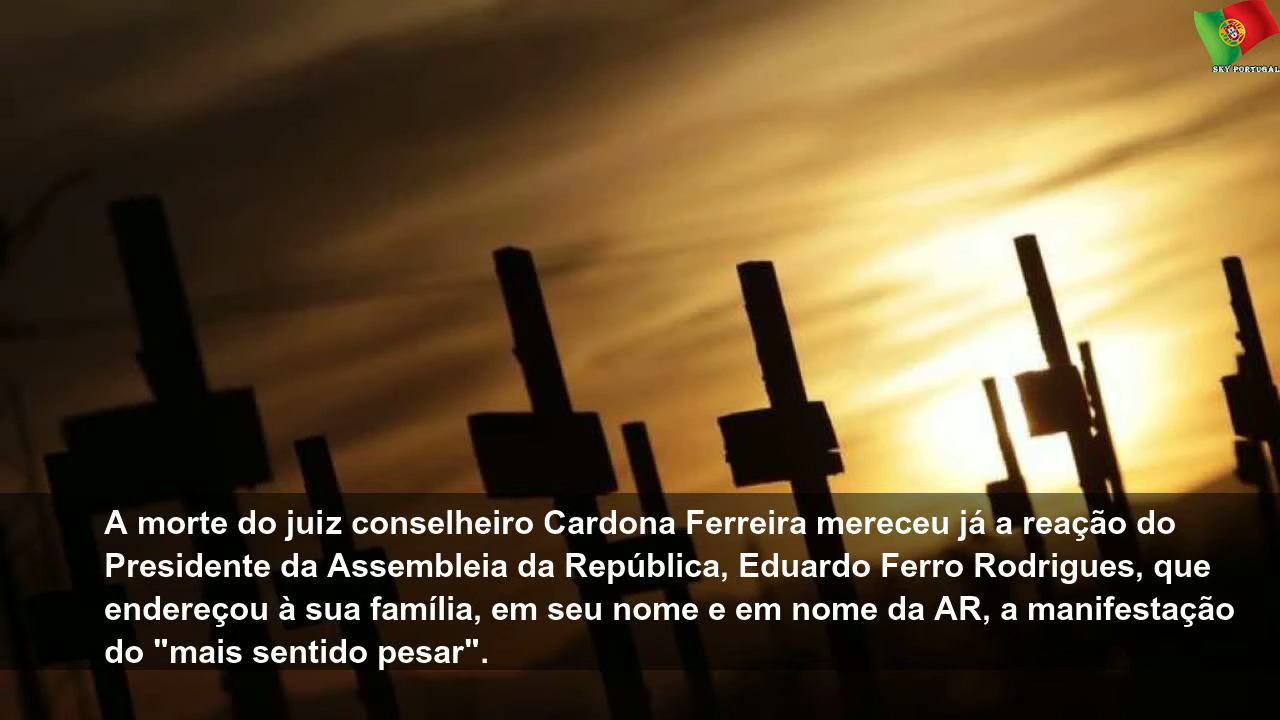 SKY PORTUGAL
A morte do juiz conselheiro Cardona Ferreira mereceu já a reação do
Presidente da Assembleia da República, Eduardo Ferro Rodrigues, que
endereçou à sua família, em seu nome e em nome da AR, a manifestação
do "mais sentido pesar".